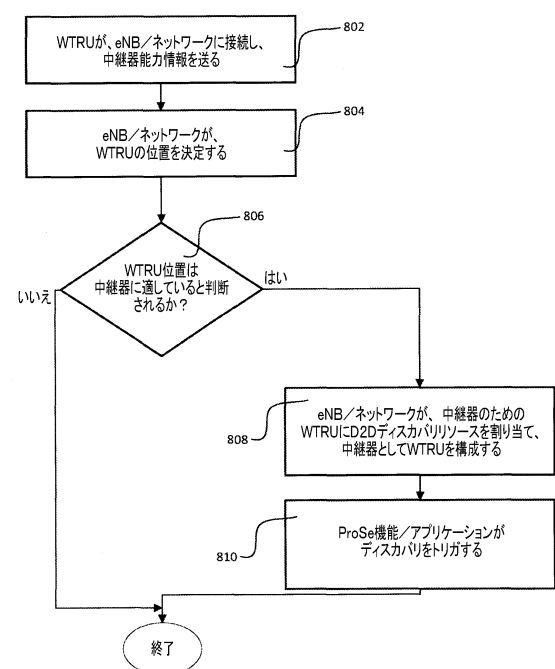 WTRUが、eNB/ネットワークに接続し、
中継器能力情報を送る
802
eNB/ネットワークが、
WTRUの位置を決定する
804
806
WTRU位置は
中継器に適していると判断
されるか？
いいえ
はい
eNB/ネットワークが、中継器のための
WTRUにD2Dディスカバリリソースを割り当て、
中継器としてWTRUを構成する
808
ProSe機能/アプリケーションが
ディスカバリをトリガする
810
終了